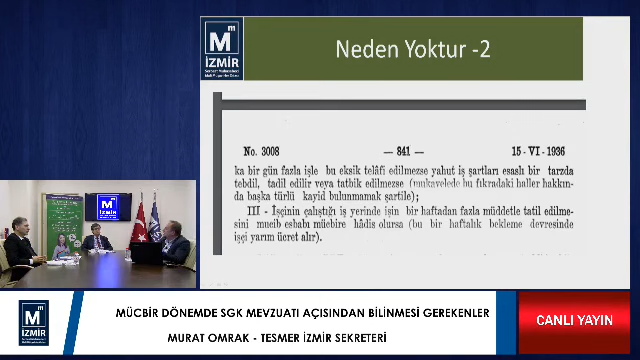 İZMİR
Neden Yoktur -2
No. 3008 — 841 — 15 - VI - 1936
ka bir gün fazla işle bu eksik telâfi edilmezse yahut iş şartları esaslı bir tarzda
tebdil, tadil edilir veya tatbik edilmezse (mukavelede bu fıkradaki haller hakkın-
da başka türlü kayid bulunmamak şartile);
III - İşçinin çalıştığı iş yerinde işin bir haftadan fazla müddetle tatil edilme-
sini mucib esbabı mücbire hâdis olursa (bu bir haftalık bekleme devresinde
işçi yarım ücret alır).
İZMİR
İZMİR
MÜCBİR DÖNEMDE SGK MEVZUATI AÇISINDAN BİLİNMESİ GEREKENLER
MURAT OMRAK - TESMER İZMİR SEKRETERİ
CANLI YAYIN